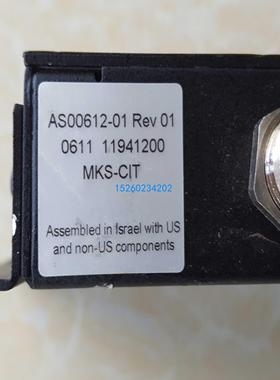 AS00612-01 Rev 01
0611 11941200
MKS-CIT
15260234202
Assembled in Israel with US
and non-US components